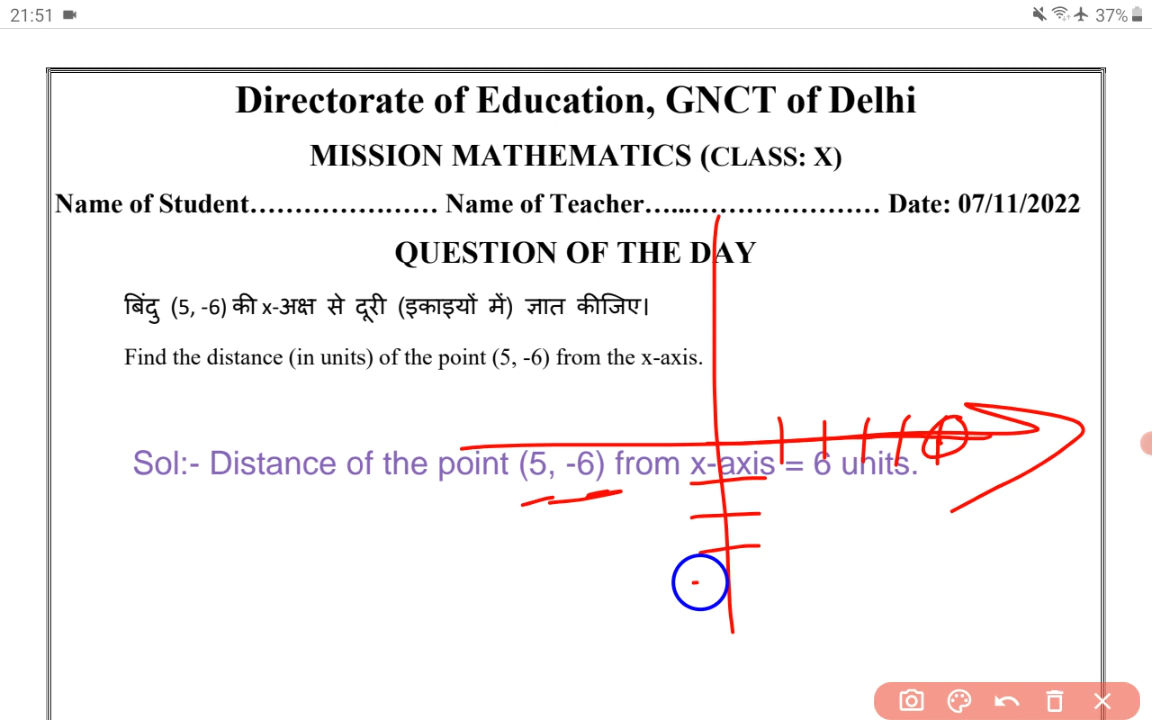 21:51 37%
Directorate of Education, GNCT of Delhi
MISSION MATHEMATICS (CLASS: X)
Name of Student………………… Name of Teacher…...………………… Date: 07/11/2022
QUESTION OF THE DAY
बिंदु (5, -6) की x-अक्ष से दूरी (इकाइयों में) ज्ञात कीजिए।
Find the distance (in units) of the point (5, -6) from the x-axis.
Sol:- Distance of the point (5, -6) from x-axis = 6 units.